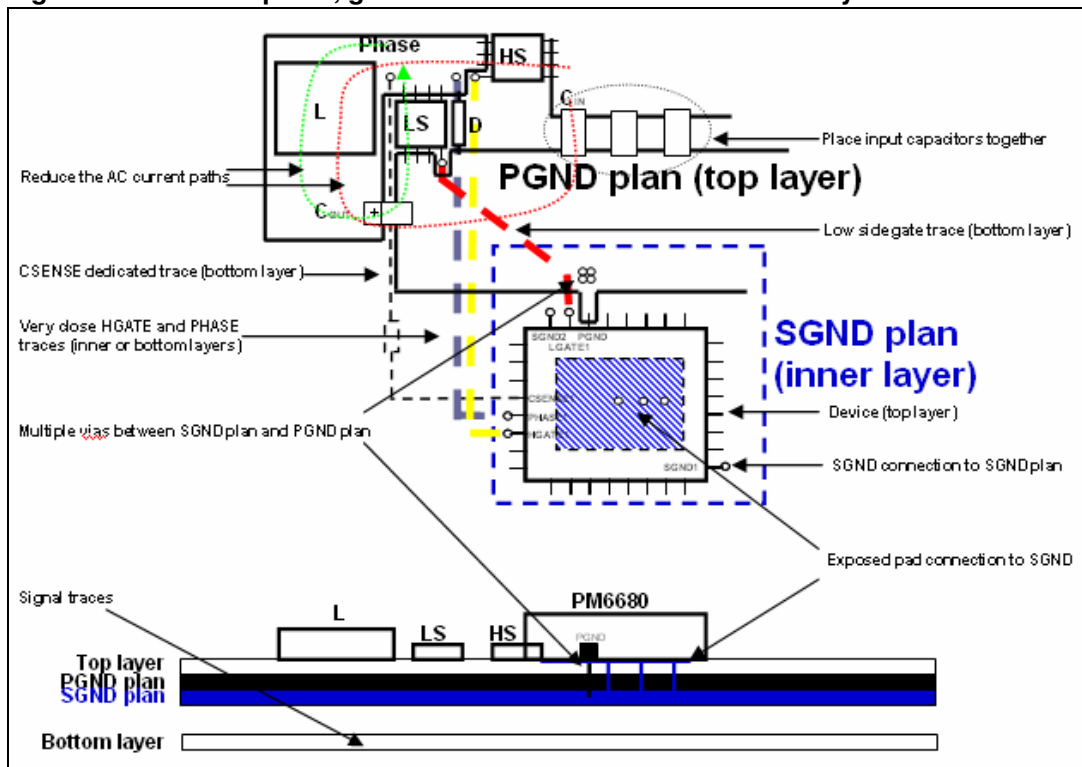 Phase
HS
L
LS
D
CIN
Place input capacitors together
PGND plan (top layer)
Reduce the AC current paths
Cout
+
Low side gate trace (bottom layer)
CSENSE dedicated trace (bottom layer)
Very close HGATE and PHASE
traces (inner or bottom layers)
SGND plan
(inner layer)
SGND2
PGND
LGATE1
CSENSE1
PHASE1
HGATE1
SGND1
Device (top layer)
Multiple vias between SGND plan and PGND plan
SGND connection to SGND plan
Exposed pad connection to SGND
Signal traces
PM6680
L
LS
HS
PGND
Top layer
PGND plan
SGND plan
Bottom layer